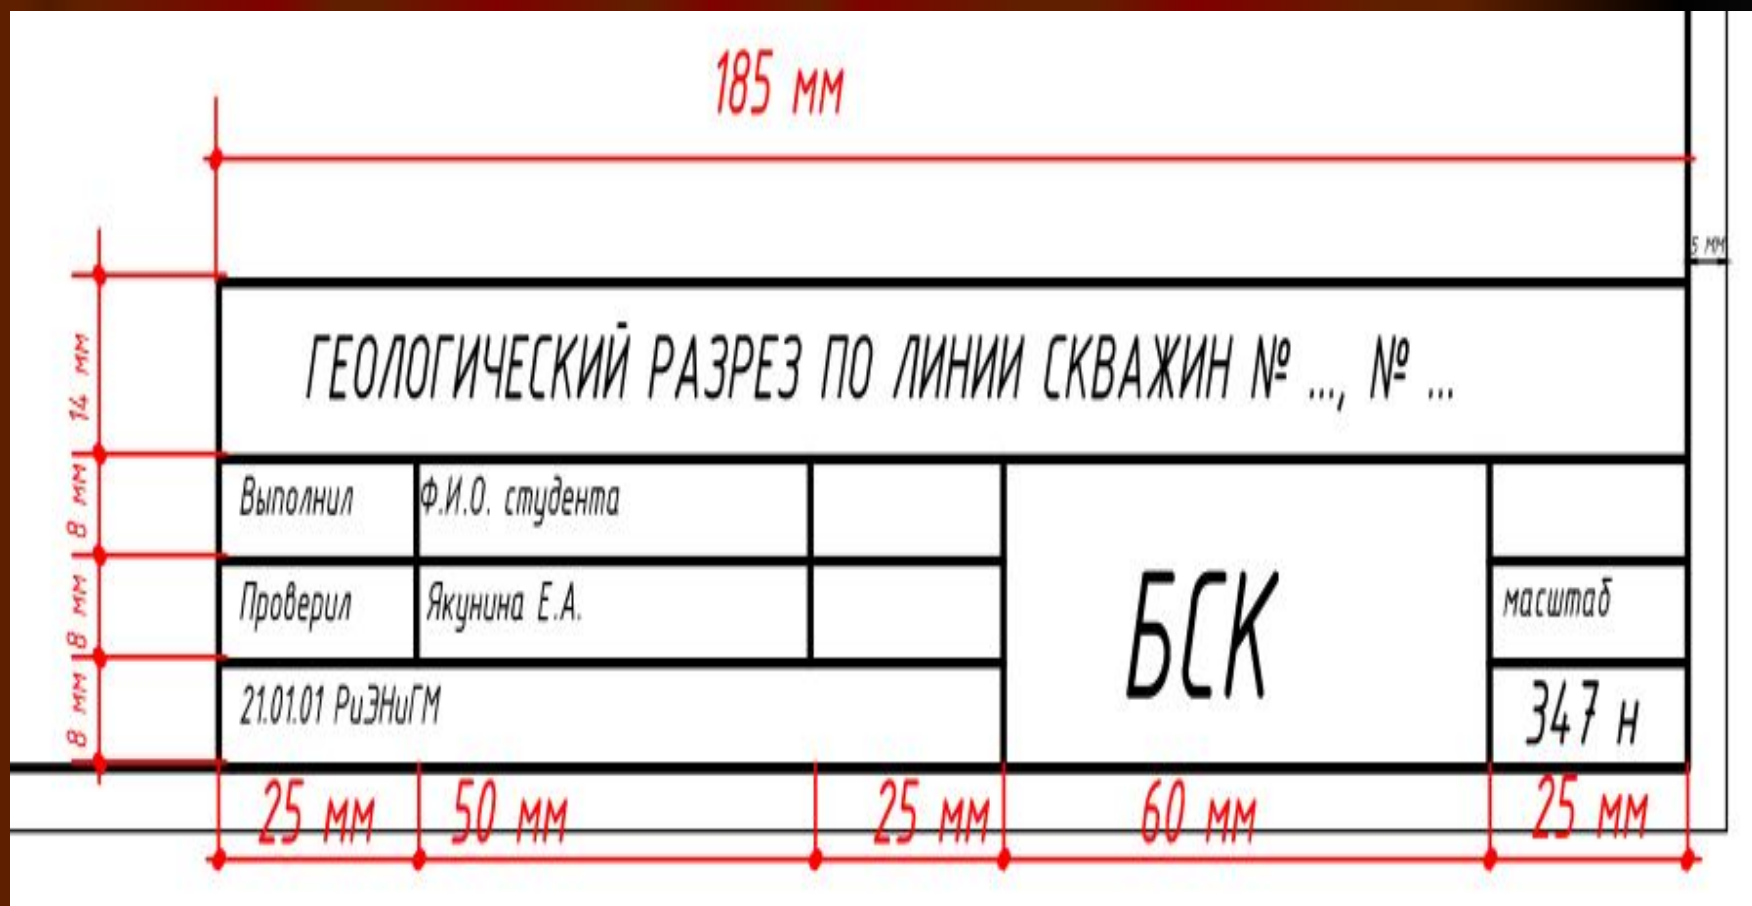 185 мм
5 мм
14 мм
ГЕОЛОГИЧЕСКИЙ РАЗРЕЗ ПО ЛИНИИ СКВАЖИН № ..., № ...
8 мм
Выполнил
Ф.И.О. студента
8 мм
Проверил
Якунина Е.А.
БСК
масштаб
8 мм
21.01.01 РиЭНиГМ
347 н
25 мм
50 мм
25 мм
60 мм
25 мм